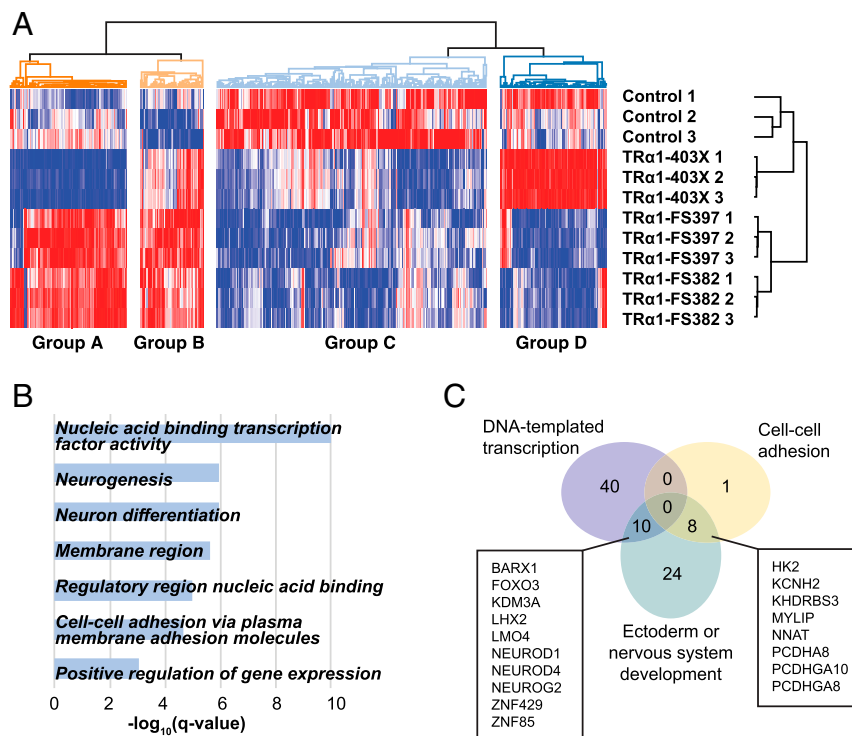 A
Control 1
Control 2
Control 3
TRα1-403X 1
TRα1-403X 2
TRα1-403X 3
TRα1-FS397 1
TRα1-FS397 2
TRα1-FS397 3
TRα1-FS382 1
TRα1-FS382 2
TRα1-FS382 3
Group A
Group B
Group C
Group D
B
Nucleic acid binding transcription
factor activity
Neurogenesis
Neuron differentiation
Membrane region
Regulatory region nucleic acid binding
Cell-cell adhesion via plasma
membrane adhesion molecules
Positive regulation of gene expression
0 2 4 6 8 10
-log10(q-value)
C
DNA-templated
transcription
Cell-cell
adhesion
40
0
1
0
10
8
24
Ectoderm or
nervous system
development
BARX1
FOXO3
KDM3A
LHX2
LMO4
NEUROD1
NEUROD4
NEUROG2
ZNF429
ZNF85
HK2
KCNH2
KHDRBS3
MYLIP
NNAT
PCDHA8
PCDHGA10
PCDHGA8